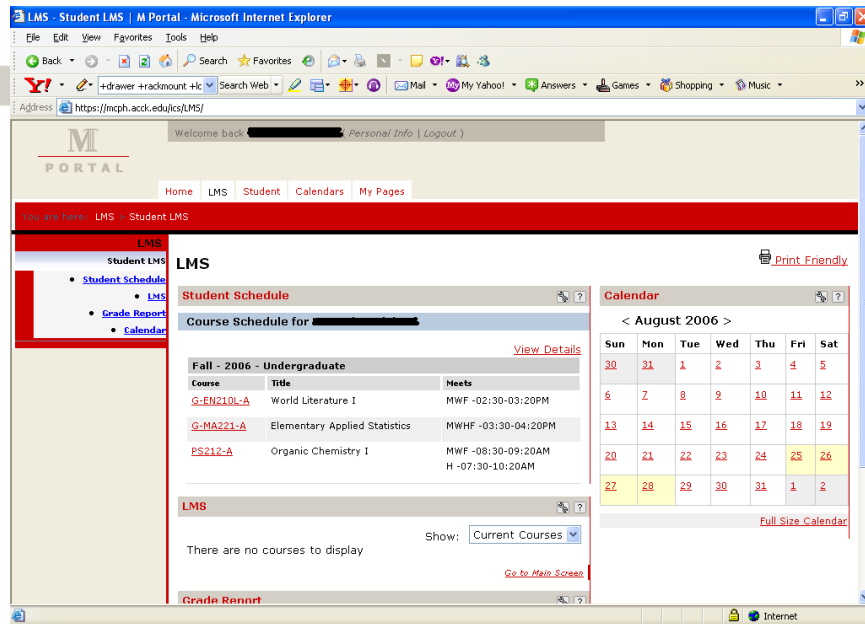 LMS - Student LMS | M Portal - Microsoft Internet Explorer
File Edit View Favorites Tools Help
Back Search Favorites
+drawer +rackmount +lc Search Web Mail My Yahoo! Answers Games Shopping Music »
Address https://mcph.acck.edu/ics/LMS/
Welcome back ( Personal Info | Logout )
M
PORTAL
Home LMS Student Calendars My Pages
You are here: LMS > Student LMS
LMS
Student LMS
Student Schedule
LMS
Grade Report
Calendar
LMS
Print Friendly
Student Schedule ?
Course Schedule for
View Details
Fall - 2006 - Undergraduate
Course Title Meets
G-EN210L-A World Literature I MWF -02:30-03:20PM
G-MA221-A Elementary Applied Statistics MWHF -03:30-04:20PM
PS212-A Organic Chemistry I MWF -08:30-09:20AM
H -07:30-10:20AM
LMS ?
Show: Current Courses
There are no courses to display
Go to Main Screen
Grade Report ?
Calendar ?
< August 2006 >
Sun Mon Tue Wed Thu Fri Sat
30 31 1 2 3 4 5
6 7 8 9 10 11 12
13 14 15 16 17 18 19
20 21 22 23 24 25 26
27 28 29 30 31 1 2
Full Size Calendar
Internet